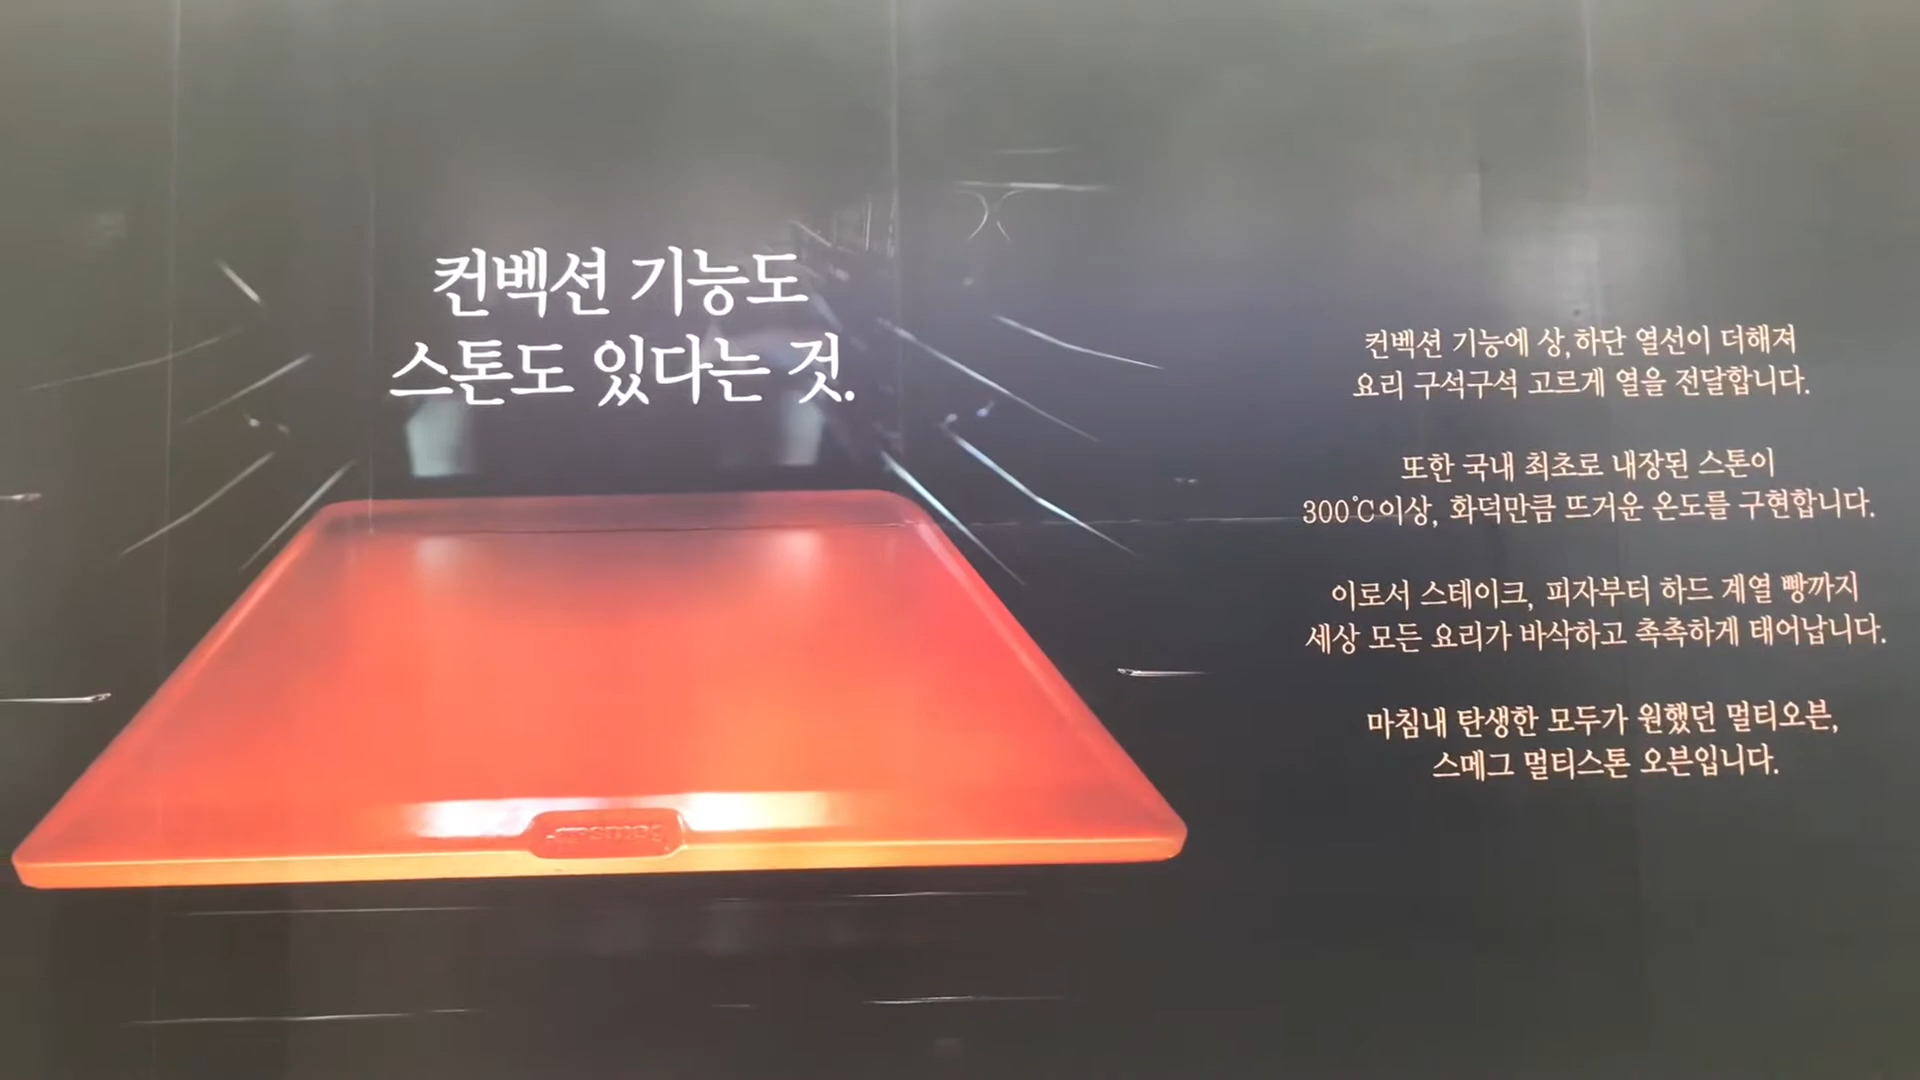 컨벡션 기능도
스톤도 있다는 것.
컨벡션 기능에 상,하단 열선이 더해져
요리 구석구석 고르게 열을 전달합니다.
또한 국내 최초로 내장된 스톤이
300℃이상, 화덕만큼 뜨거운 온도를 구현합니다.
이로서 스테이크, 피자부터 하드 계열 빵까지
세상 모든 요리가 바삭하고 촉촉하게 태어납니다.
마침내 탄생한 모두가 원했던 멀티오븐,
스메그 멀티스톤 오븐입니다.
smeg